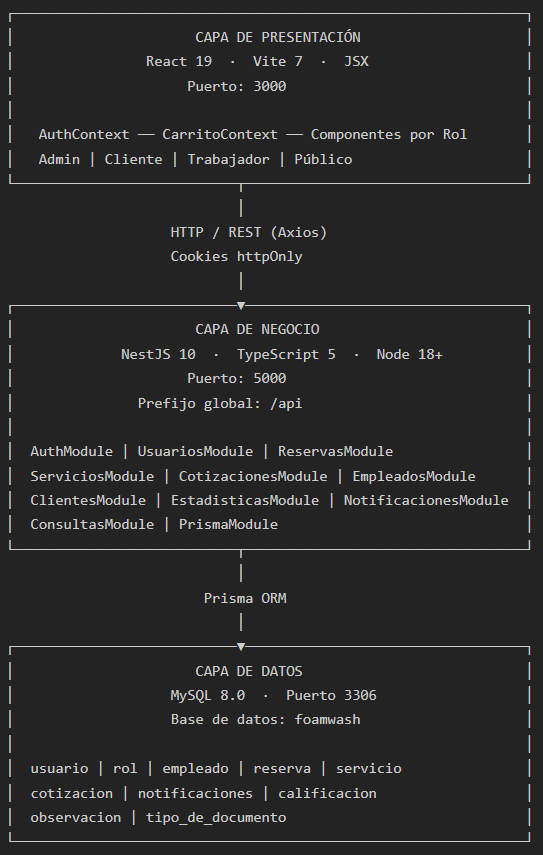 CAPA DE PRESENTACIÓN
React 19 · Vite 7 · JSX
Puerto: 3000
AuthContext —— CarritoContext —— Componentes por Rol
Admin | Cliente | Trabajador | Público
HTTP / REST (Axios)
Cookies httpOnly
CAPA DE NEGOCIO
NestJS 10 · TypeScript 5 · Node 18+
Puerto: 5000
Prefijo global: /api
AuthModule | UsuariosModule | ReservasModule
ServiciosModule | CotizacionesModule | EmpleadosModule
ClientesModule | EstadisticasModule | NotificacionesModule
ConsultasModule | PrismaModule
Prisma ORM
CAPA DE DATOS
MySQL 8.0 · Puerto 3306
Base de datos: foamwash
usuario | rol | empleado | reserva | servicio
cotizacion | notificaciones | calificacion
observacion | tipo_de_documento